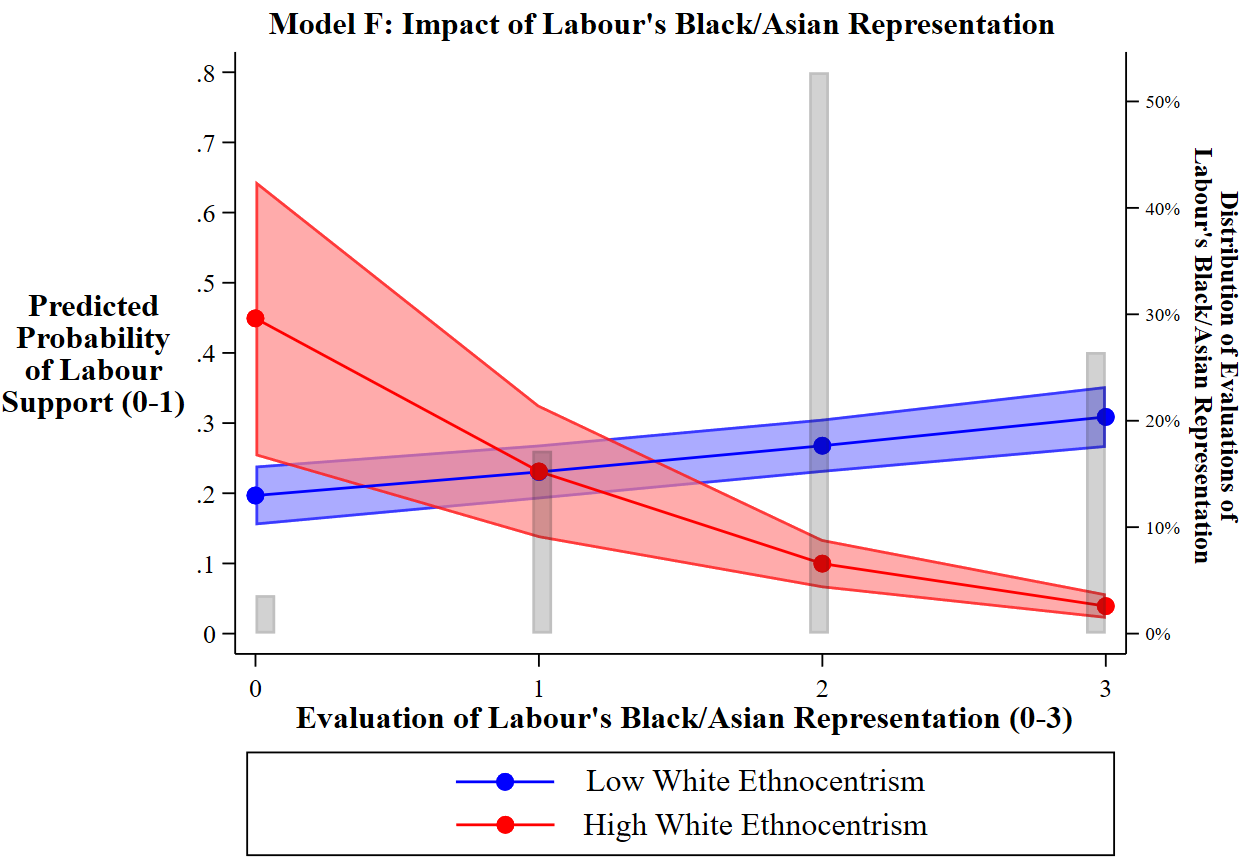 Model F: Impact of Labour's Black/Asian Representation
.8
.7
.6
.5
.4
.3
.2
.1
0
Predicted
Probability
of Labour
Support (0-1)
50%
40%
30%
20%
10%
0%
Distribution of Evaluations of
Labour's Black/Asian Representation
0 1 2 3
Evaluation of Labour's Black/Asian Representation (0-3)
Low White Ethnocentrism
High White Ethnocentrism